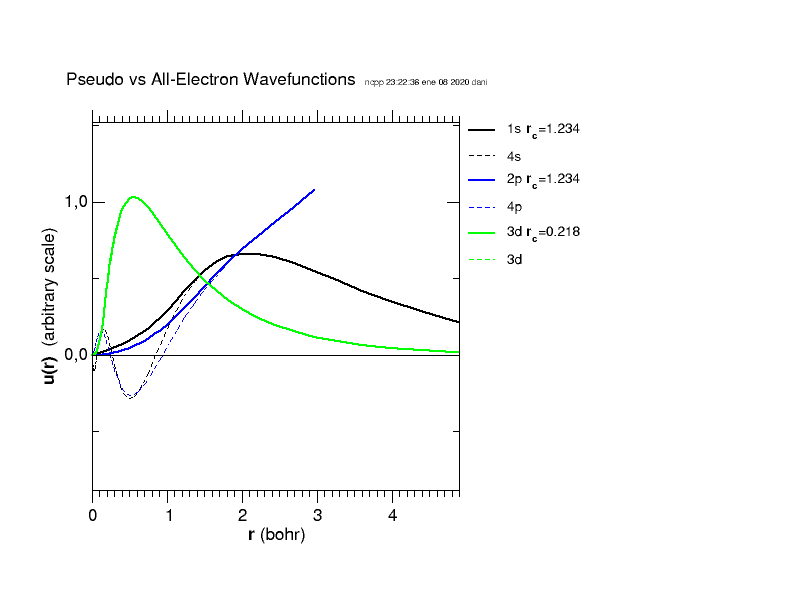 Pseudo vs All-Electron Wavefunctions ncpp 23:22:36 ene 08 2020 dani
1s rc=1.234
4s
2p rc=1.234
4p
3d rc=0.218
3d
1,0
0,0
u(r) (arbitrary scale)
0 1 2 3 4
r (bohr)